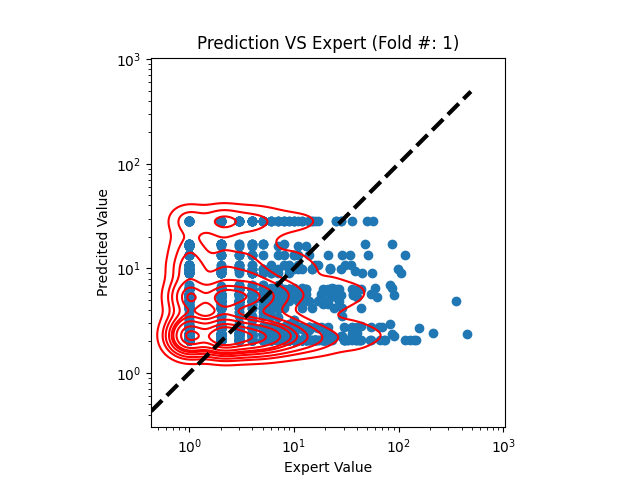 Prediction VS Expert (Fold #: 1)
10³
10²
10¹
10⁰
Predcited Value
10⁰ 10¹ 10² 10³
Expert Value